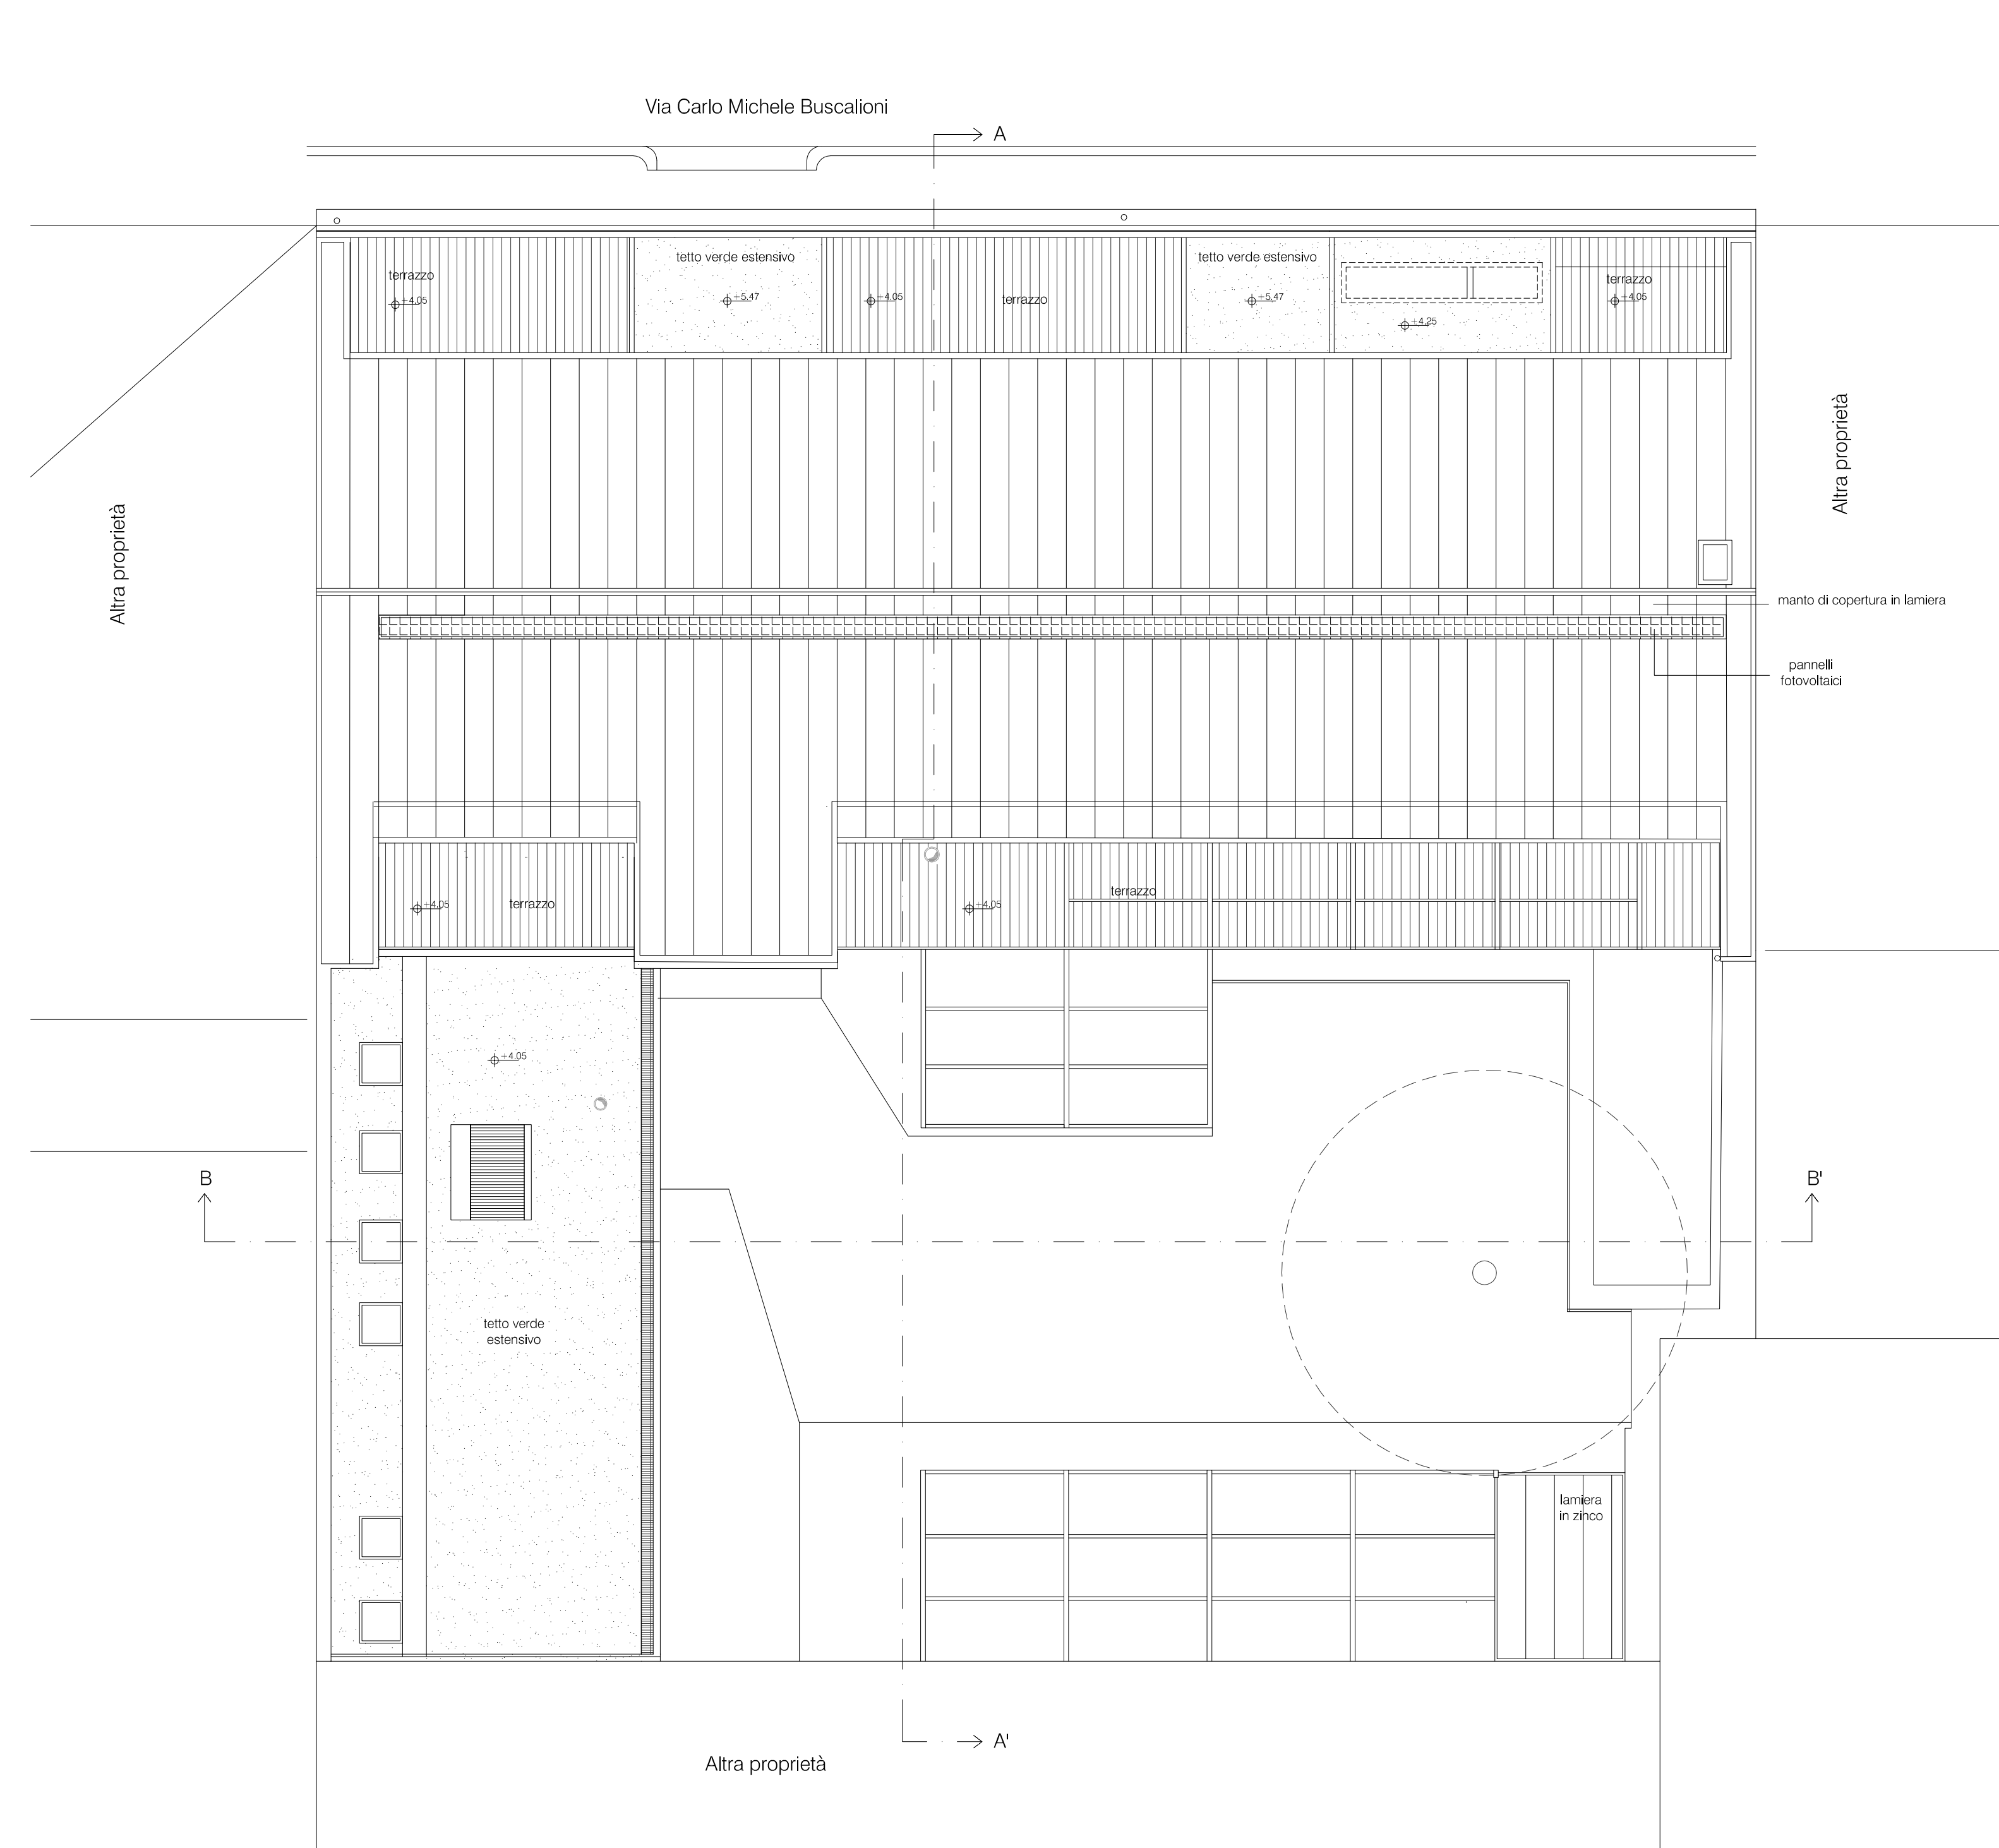 Via Carlo Michele Buscalioni
A
tetto verde estensivo
tetto verde estensivo
terrazzo
terrazzo
terrazzo
+4.05
+5.47
+4.05
+5.47
+4.25
+4.05
Altra proprietà
Altra proprietà
manto di copertura in lamiera
pannelli
fotovoltaici
+4.05
terrazzo
+4.05
terrazzo
+4.05
B
B'
tetto verde
estensivo
lamiera
in zinco
A'
Altra proprietà